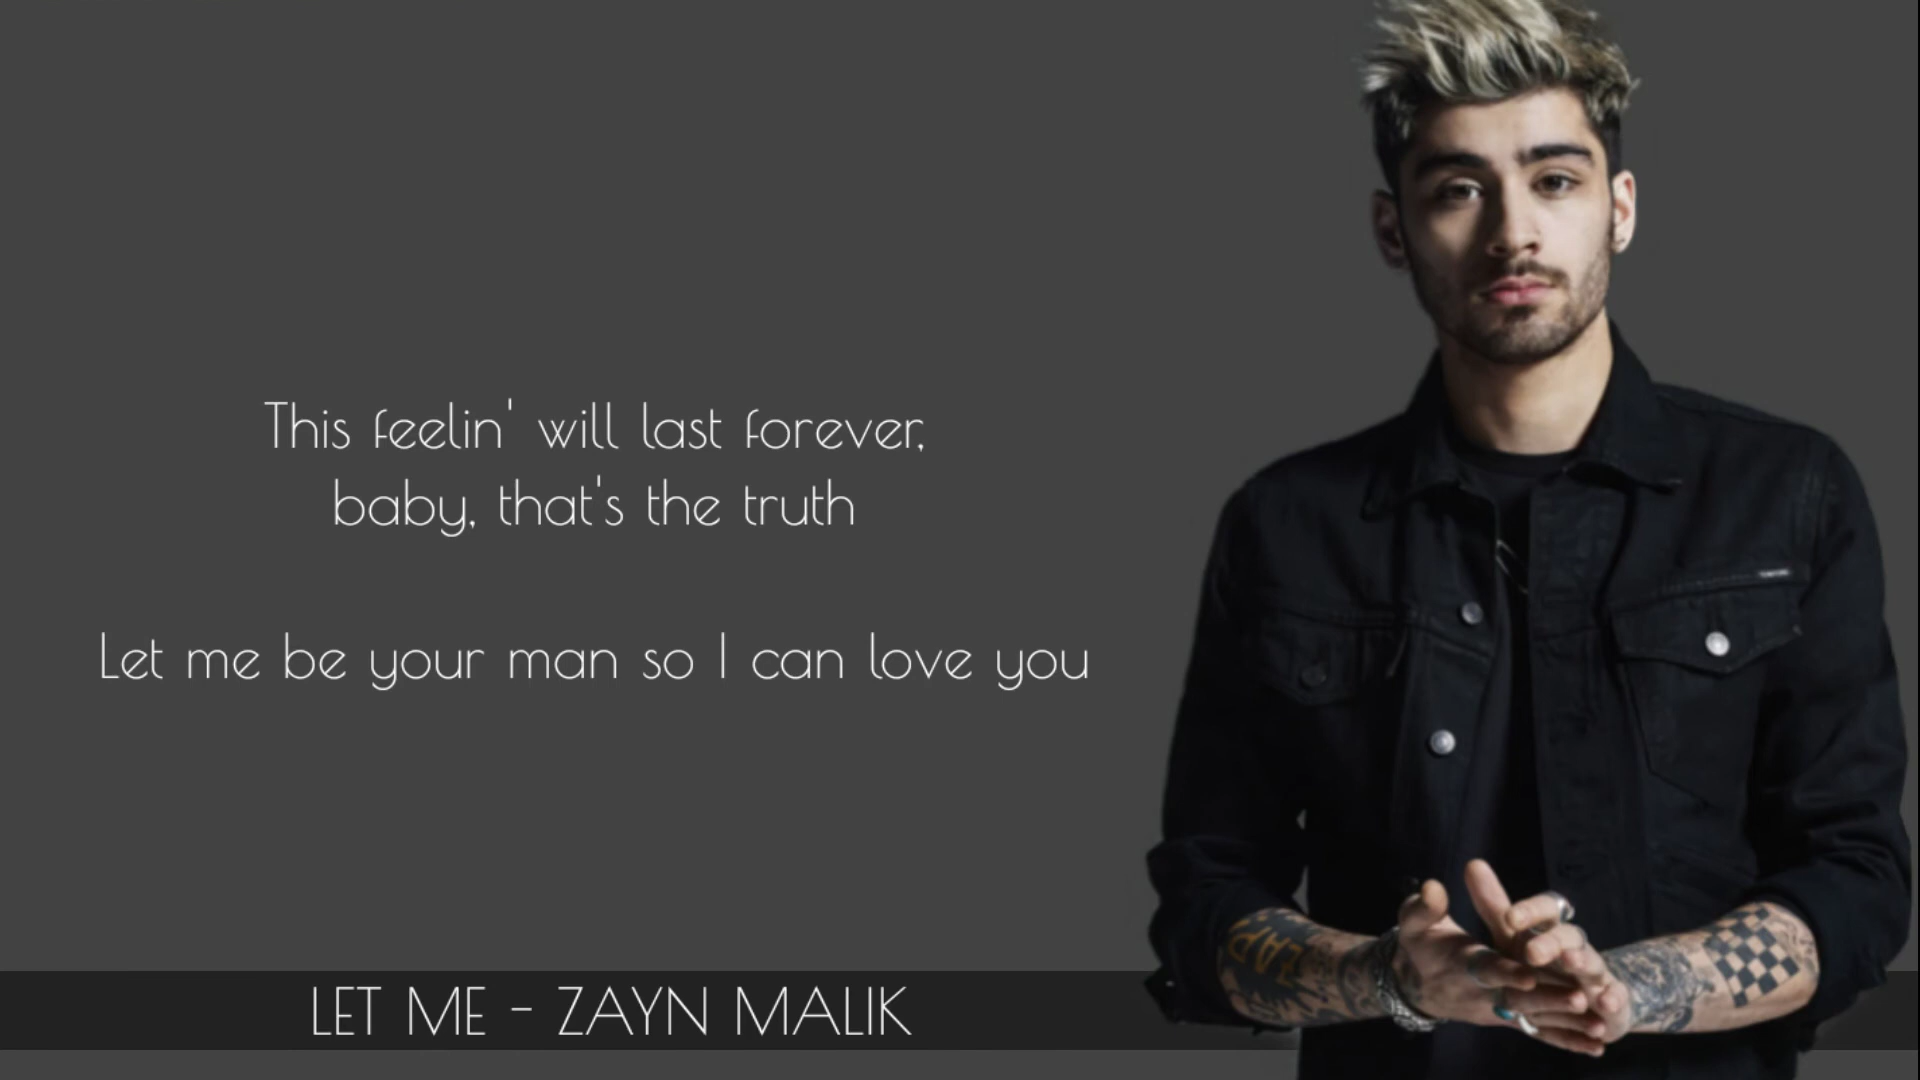 This feelin' will last forever,
baby, that's the truth
Let me be your man so I can love you
LET ME - ZAYN MALIK